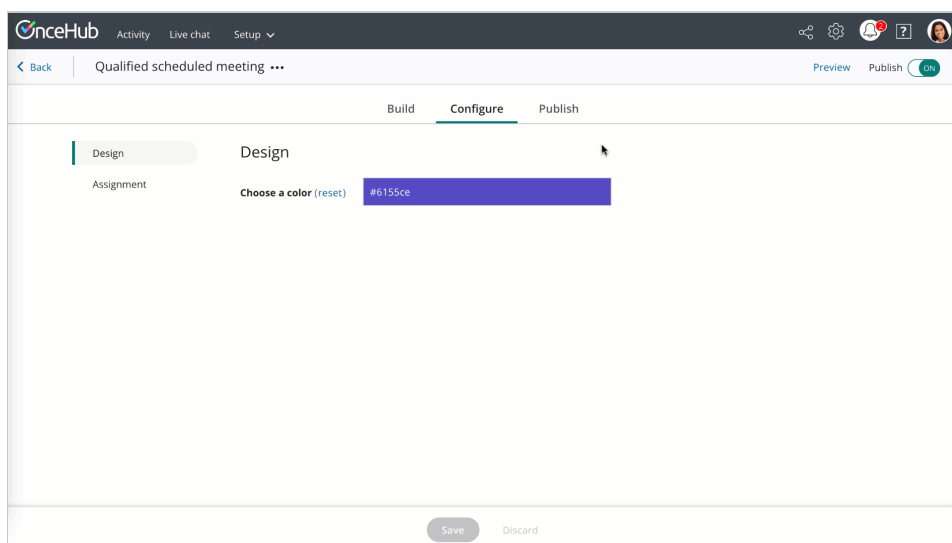 OnceHub Activity Live chat Setup 2 ?
Back Qualified scheduled meeting ••• Preview Publish ON
Build Configure Publish
Design Design
Assignment
Choose a color (reset) #6155ce
Save Discard